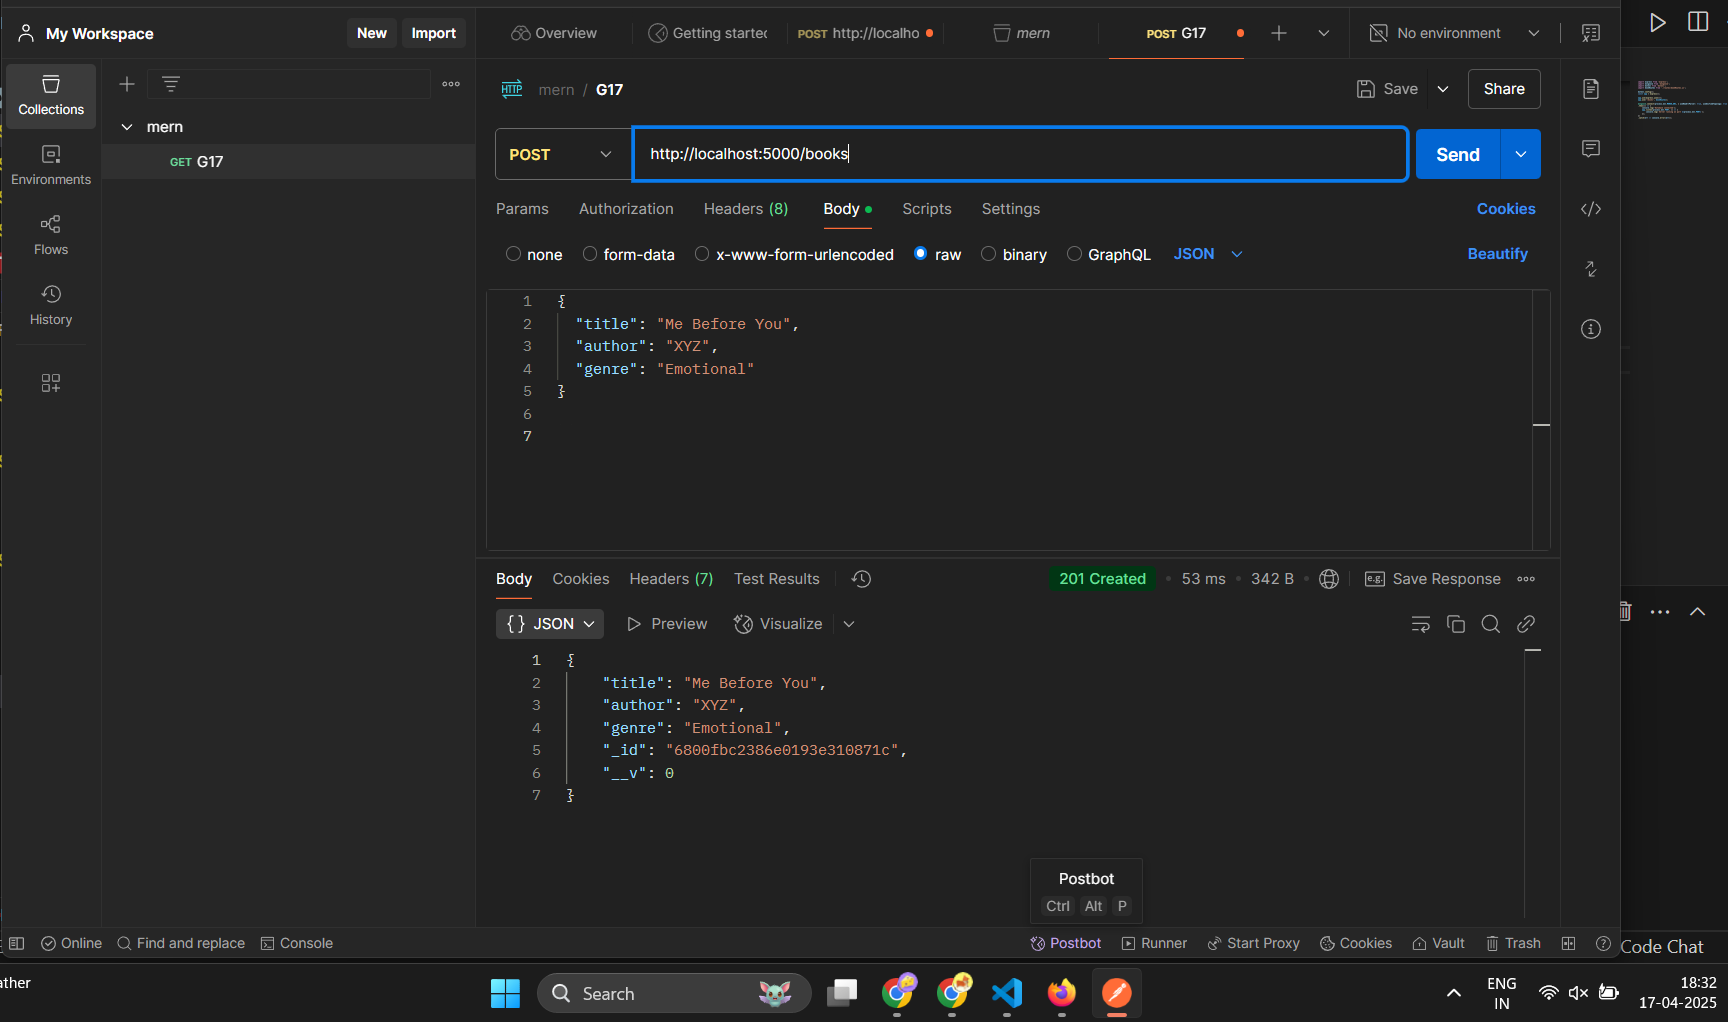 My Workspace
New
Import
Overview
Getting started
POST http://localho
mern
POST G17
No environment
Collections
Environments
Flows
History
mern
GET G17
HTTP
mern / G17
Save
Share
POST
http://localhost:5000/books
Send
Params
Authorization
Headers (8)
Body
Scripts
Settings
Cookies
none
form-data
x-www-form-urlencoded
raw
binary
GraphQL
JSON
Beautify
1 {
2 "title": "Me Before You",
3 "author": "XYZ",
4 "genre": "Emotional"
5 }
6
7
Body
Cookies
Headers (7)
Test Results
201 Created
53 ms
342 B
e.g. Save Response
{} JSON
Preview
Visualize
1 {
2 "title": "Me Before You",
3 "author": "XYZ",
4 "genre": "Emotional",
5 "_id": "6800fbc2386e0193e310871c",
6 "__v": 0
7 }
Postbot
Ctrl Alt P
Online
Find and replace
Console
Postbot
Runner
Start Proxy
Cookies
Vault
Trash
Code Chat
ather
Search
ENG
IN
18:32
17-04-2025